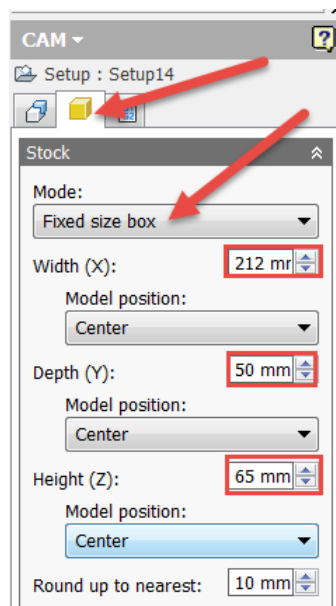 CAM
Setup : Setup14
Stock
Mode:
Fixed size box
Width (X): 212 mm
Model position:
Center
Depth (Y): 50 mm
Model position:
Center
Height (Z): 65 mm
Model position:
Center
Round up to nearest: 10 mm